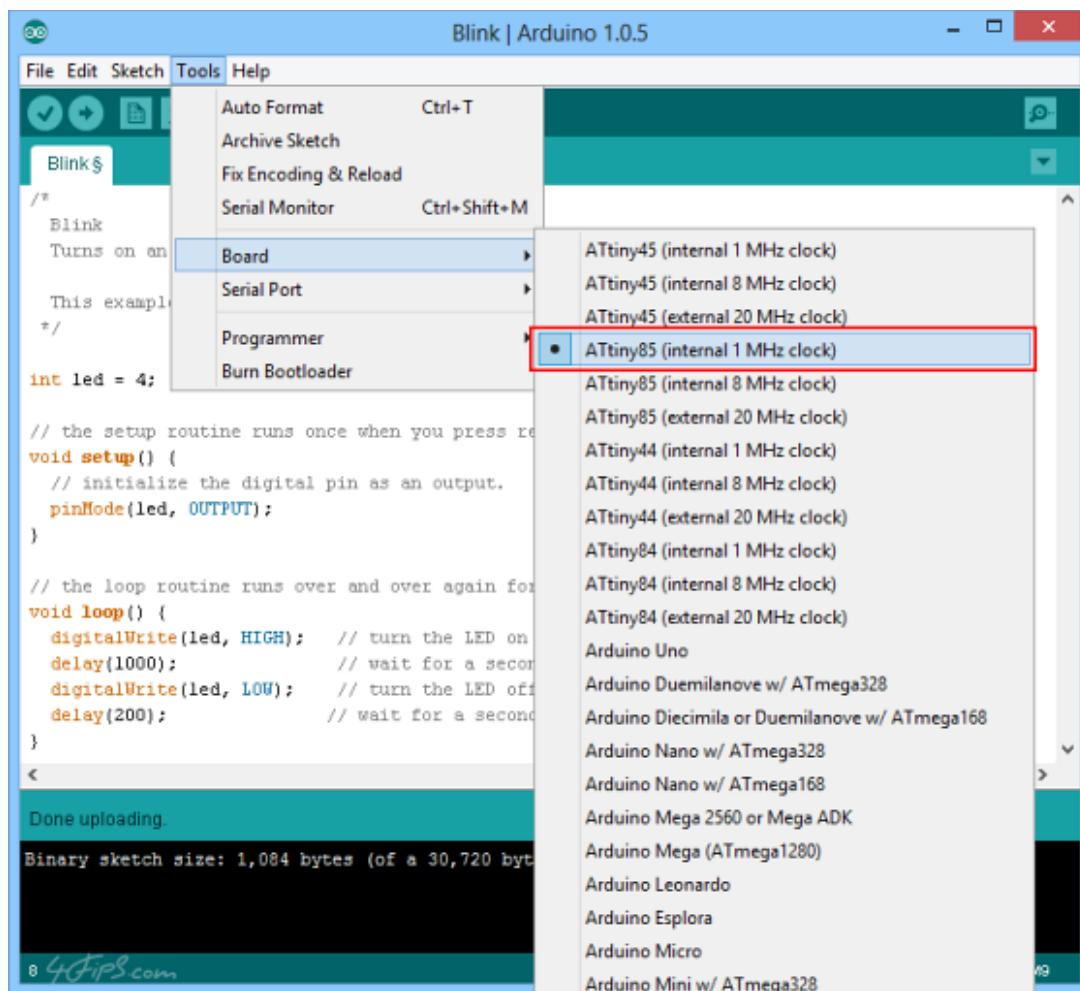 Blink | Arduino 1.0.5
File Edit Sketch Tools Help
Auto Format Ctrl+T
Archive Sketch
Fix Encoding & Reload
Serial Monitor Ctrl+Shift+M
Board
Serial Port
Programmer
Burn Bootloader
ATtiny45 (internal 1 MHz clock)
ATtiny45 (internal 8 MHz clock)
ATtiny45 (external 20 MHz clock)
ATtiny85 (internal 1 MHz clock)
ATtiny85 (internal 8 MHz clock)
ATtiny85 (external 20 MHz clock)
ATtiny44 (internal 1 MHz clock)
ATtiny44 (internal 8 MHz clock)
ATtiny44 (external 20 MHz clock)
ATtiny84 (internal 1 MHz clock)
ATtiny84 (internal 8 MHz clock)
ATtiny84 (external 20 MHz clock)
Arduino Uno
Arduino Duemilanove w/ ATmega328
Arduino Diecimila or Duemilanove w/ ATmega168
Arduino Nano w/ ATmega328
Arduino Nano w/ ATmega168
Arduino Mega 2560 or Mega ADK
Arduino Mega (ATmega1280)
Arduino Leonardo
Arduino Esplora
Arduino Micro
Arduino Mini w/ ATmega328
Blink §
/*
Blink
Turns on an
This exampl
*/
int led = 4;
// the setup routine runs once when you press re
void setup() {
// initialize the digital pin as an output.
pinMode(led, OUTPUT);
}
// the loop routine runs over and over again for
void loop() {
digitalWrite(led, HIGH); // turn the LED on
delay(1000); // wait for a secon
digitalWrite(led, LOW); // turn the LED off
delay(200); // wait for a second
}
Done uploading.
Binary sketch size: 1,084 bytes (of a 30,720 byt
8 4FipS.com
M9